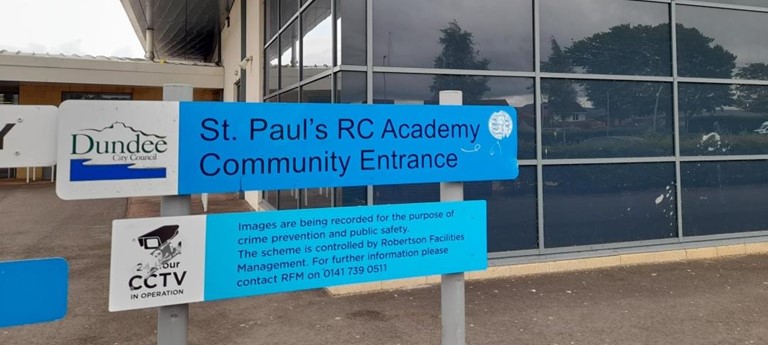 Y
Dundee
City Council
St. Paul's RC Academy
Community Entrance
Images are being recorded for the purpose of
crime prevention and public safety.
The scheme is controlled by Robertson Facilities
Management. For further information please
contact RFM on 0141 739 0511
CCTV
IN OPERATION